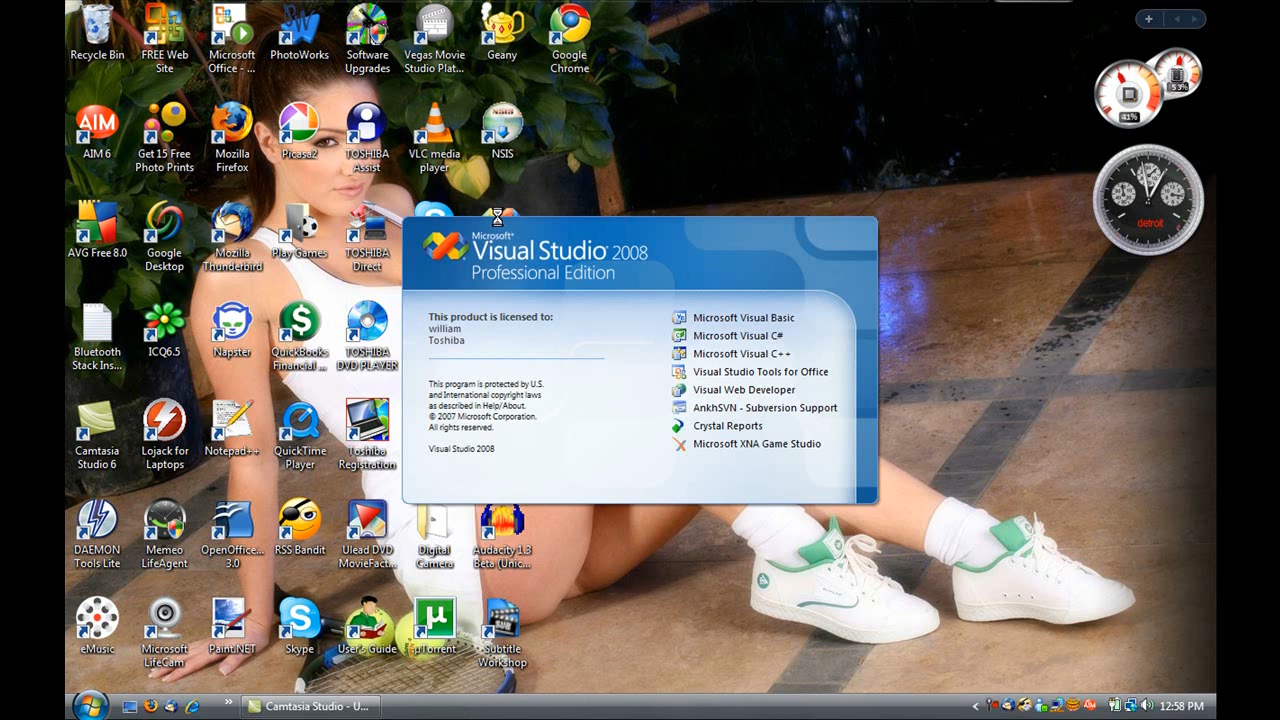 Recycle Bin
FREE Web
Site
Microsoft
Office - ...
PhotoWorks
Software
Upgrades
Vegas Movie
Studio Plat...
Geany
Google
Chrome
AIM
AIM 6
Get 15 Free
Photo Prints
Mozilla
Firefox
Picasa2
TOSHIBA
Assist
VLC media
player
NSIS
NSIS
AVG Free 8.0
Google
Desktop
Mozilla
Thunderbird
Play Games
TOSHIBA
Direct
Bluetooth
Stack Ins...
ICQ6.5
Napster
QuickBooks
Financial ...
TOSHIBA
DVD PLAYER
Camtasia
Studio 6
Lojack for
Laptops
Notepad++
QuickTime
Player
Toshiba
Registration
DAEMON
Tools Lite
Memeo
LifeAgent
OpenOffice...
3.0
RSS Bandit
Ulead DVD
MovieFact...
Digital
Camera
Audacity 1.3
Beta (Unic...
eMusic
Microsoft
LifeCam
Paint.NET
Skype
User's Guide
µTorrent
Subtitle
Workshop
Microsoft
Visual Studio 2008
Professional Edition
This product is licensed to:
william
Toshiba
This program is protected by U.S.
and International copyright laws
as described in Help/About.
© 2007 Microsoft Corporation.
All rights reserved.
Visual Studio 2008
Microsoft Visual Basic
Microsoft Visual C#
Microsoft Visual C++
Visual Studio Tools for Office
Visual Web Developer
AnkhSVN - Subversion Support
Crystal Reports
Microsoft XNA Game Studio
53%
41%
detroit
Camtasia Studio - U...
12:58 PM